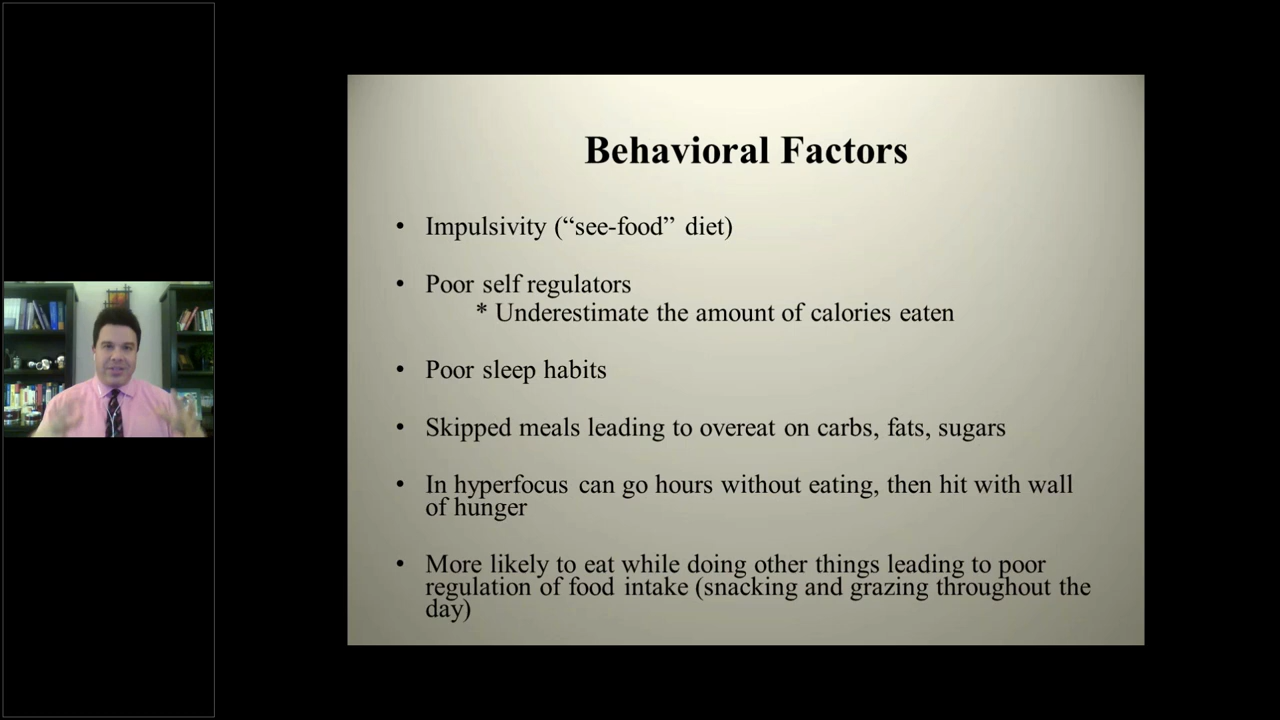 Behavioral Factors
• Impulsivity (“see-food” diet)
• Poor self regulators
* Underestimate the amount of calories eaten
• Poor sleep habits
• Skipped meals leading to overeat on carbs, fats, sugars
• In hyperfocus can go hours without eating, then hit with wall
of hunger
• More likely to eat while doing other things leading to poor
regulation of food intake (snacking and grazing throughout the
day)